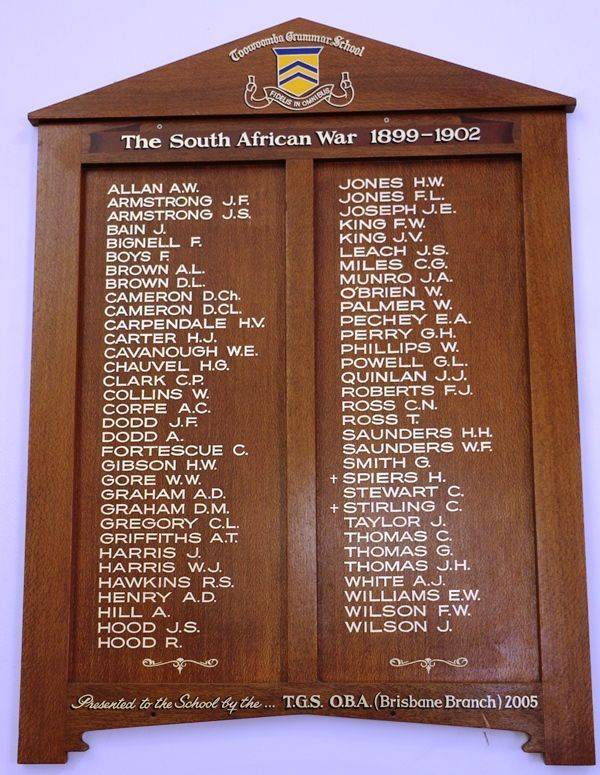 Toowoomba Grammar School
FIDELIS IN OMNIBUS
The South African War 1899-1902
ALLAN A.W.
ARMSTRONG J.F.
ARMSTRONG J.S.
BAIN J.
BIGNELL F.
BOYS F.
BROWN A.L.
BROWN D.L.
CAMERON D.Ch.
CAMERON D.CL.
CARPENDALE H.V.
CARTER H.J.
CAVANOUGH W.E.
CHAUVEL H.G.
CLARK C.P.
COLLINS W.
CORFE A.C.
DODD J.F.
DODD A.
FORTESCUE C.
GIBSON H.W.
GORE W.W.
GRAHAM A.D.
GRAHAM D.M.
GREGORY C.L.
GRIFFITHS A.T.
HARRIS J.
HARRIS W.J.
HAWKINS R.S.
HENRY A.D.
HILL A.
HOOD J.S.
HOOD R.
JONES H.W.
JONES F.L.
JOSEPH J.E.
KING F.W.
KING J.V.
LEACH J.S.
MILES C.G.
MUNRO J.A.
O'BRIEN W.
PALMER W.
PECHEY E.A.
PERRY G.H.
PHILLIPS W.
POWELL G.L.
QUINLAN J.J.
ROBERTS F.J.
ROSS C.N.
ROSS T.
SAUNDERS H.H.
SAUNDERS W.F.
SMITH G.
+ SPIERS H.
STEWART C.
+ STIRLING C.
TAYLOR J.
THOMAS C.
THOMAS G.
THOMAS J.H.
WHITE A.J.
WILLIAMS E.W.
WILSON F.W.
WILSON J.
Presented to the School by the ... T.G.S. O.B.A. (Brisbane Branch) 2005